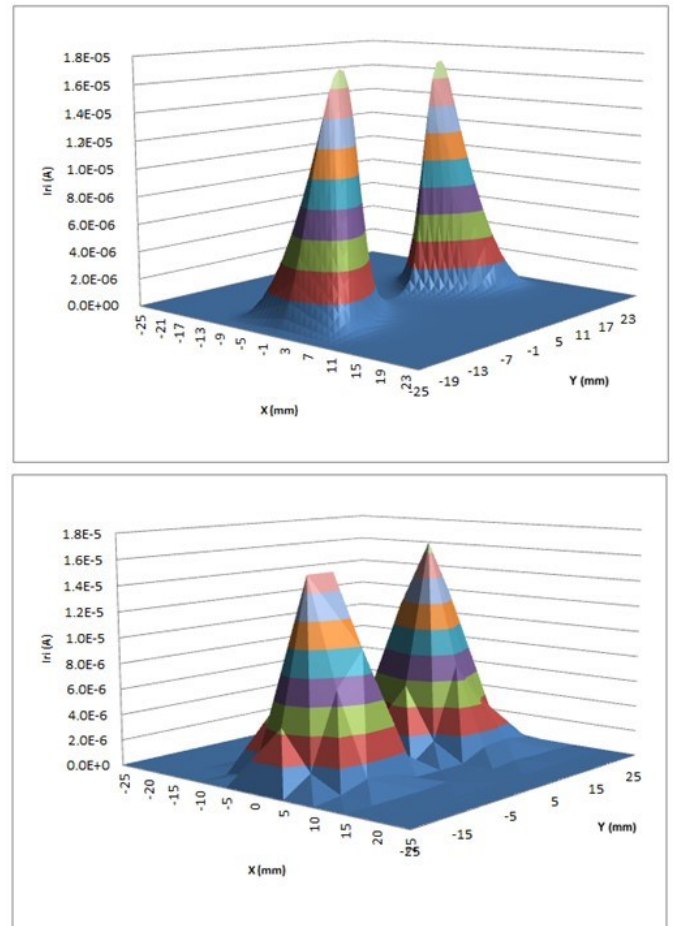 1.8E-05
1.6E-05
1.4E-05
1.2E-05
1.0E-05
8.0E-06
6.0E-06
4.0E-06
2.0E-06
0.0E+00
Iri (A)
-25 -21 -17 -13 -9 -5 -1 3 7 11 15 19 23
X (mm)
-25 -19 -13 -7 -1 5 11 17 23
Y (mm)
1.8E-5
1.6E-5
1.4E-5
1.2E-5
1.0E-5
8.0E-6
6.0E-6
4.0E-6
2.0E-6
0.0E+0
Iri (A)
-25 -20 -15 -10 -5 0 5 10 15 20 25
X (mm)
-25 -15 -5 5 15 25
Y (mm)